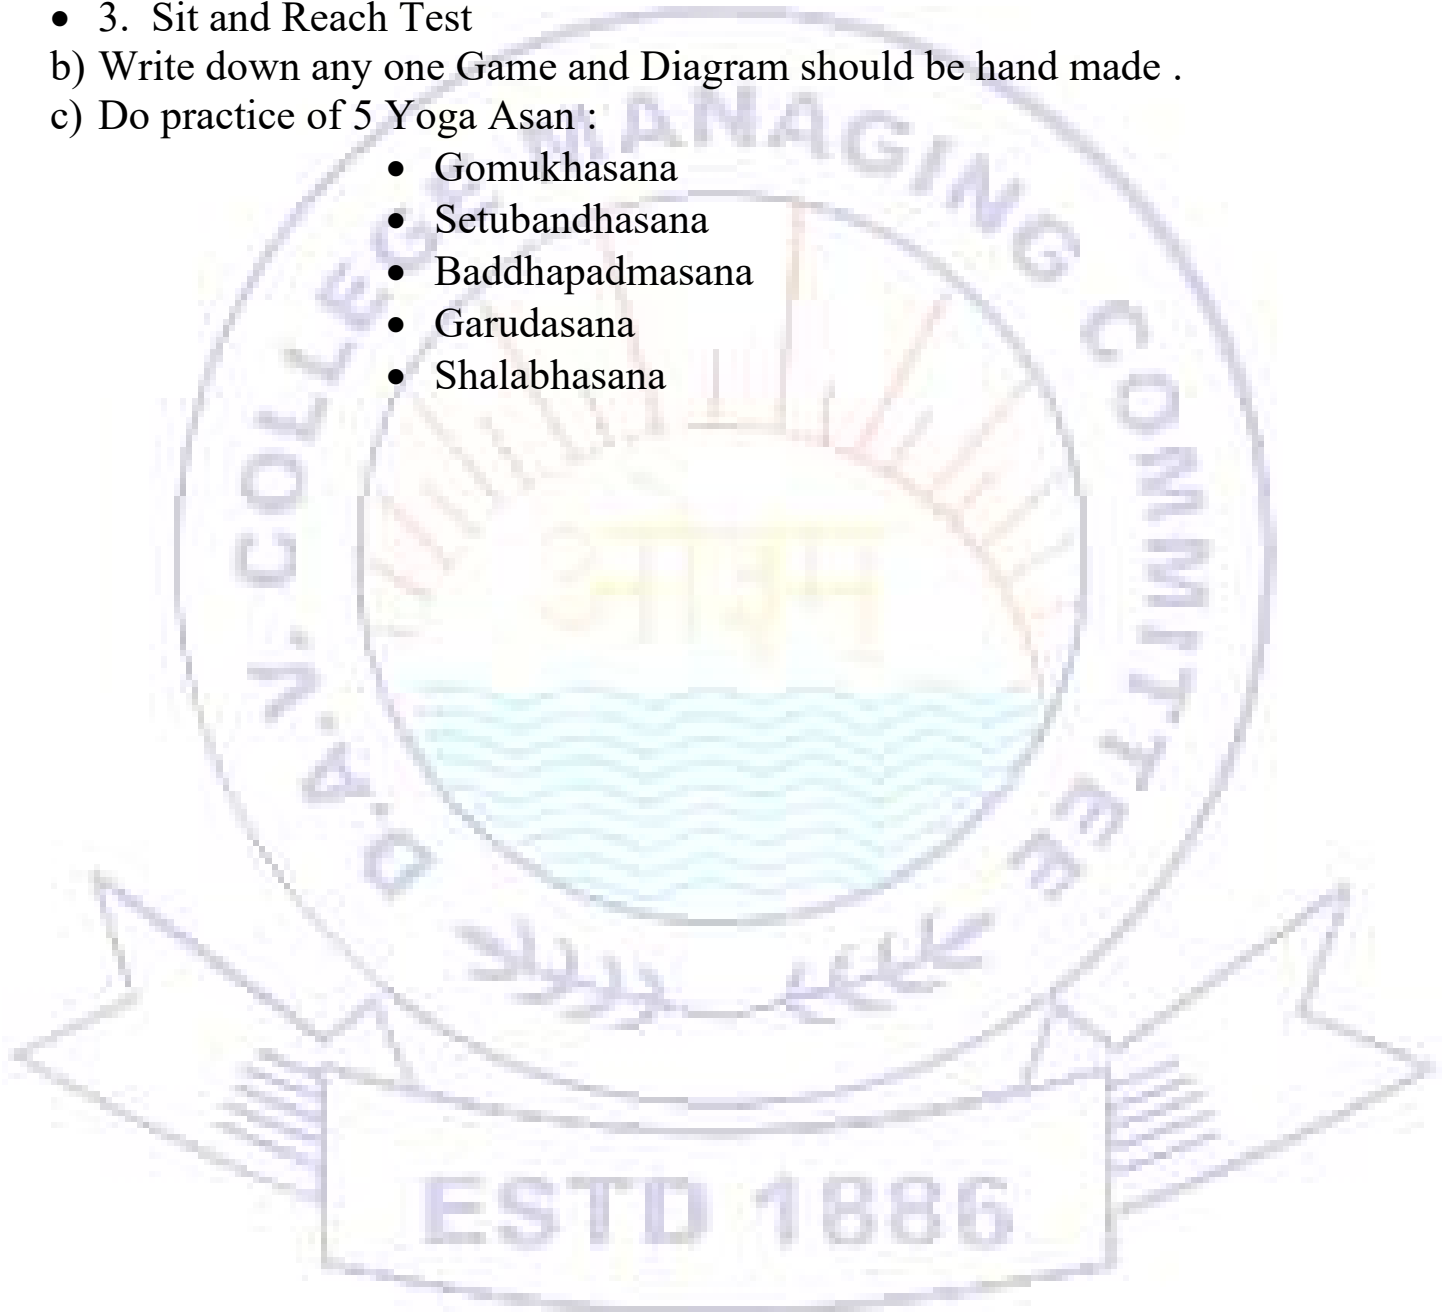 • 3. Sit and Reach Test
b) Write down any one Game and Diagram should be hand made .
c) Do practice of 5 Yoga Asan :
• Gomukhasana
• Setubandhasana
• Baddhapadmasana
• Garudasana
• Shalabhasana
D.A.V. COLLEGE MANAGING COMMITTEE
ओ३म्
ESTD 1886